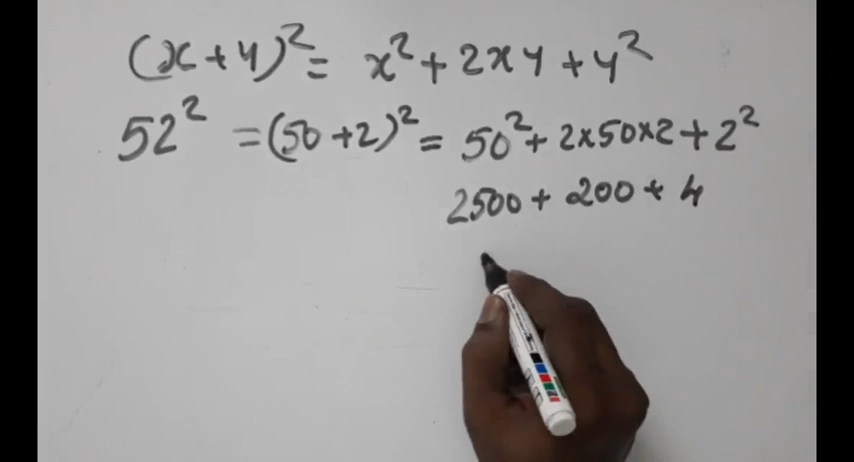 (x+y)² = x² + 2xy + y²
52² = (50+2)² = 50² + 2×50×2 + 2²
2500 + 200 + 4